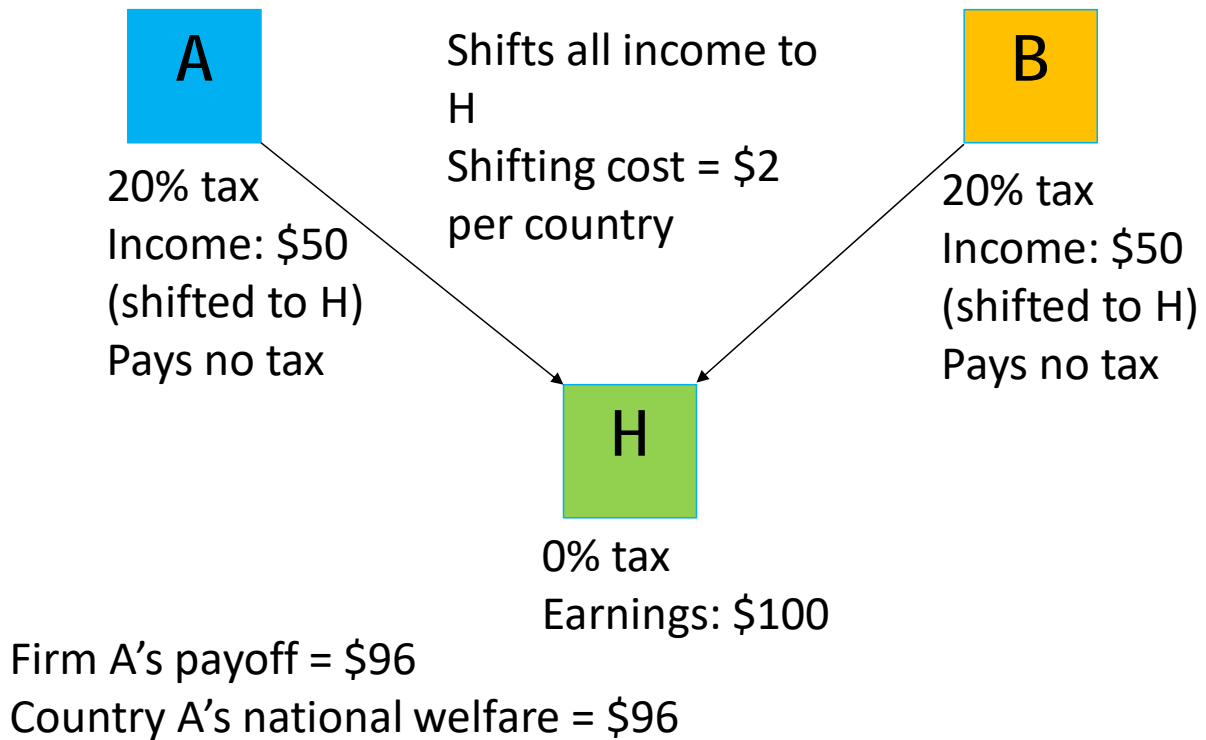 A
Shifts all income to
H
Shifting cost = $2
per country
B
20% tax
Income: $50
(shifted to H)
Pays no tax
20% tax
Income: $50
(shifted to H)
Pays no tax
H
0% tax
Earnings: $100
Firm A’s payoff = $96
Country A’s national welfare = $96